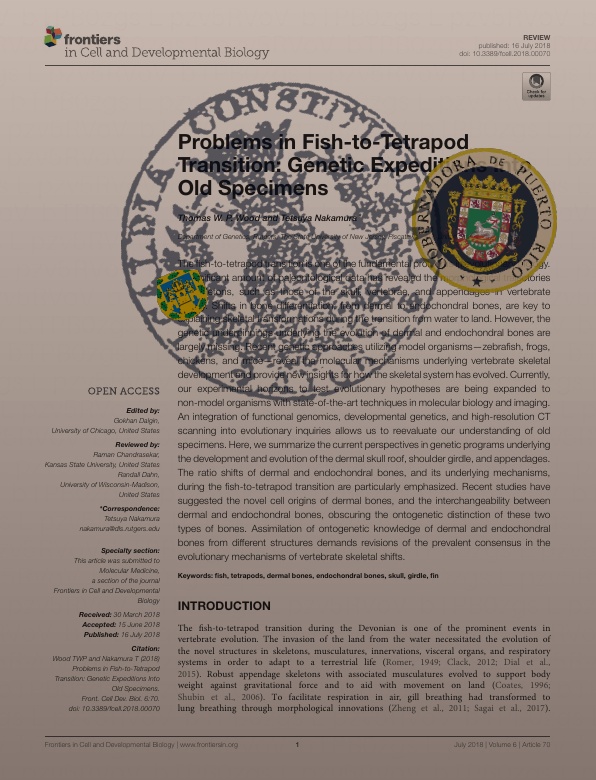 frontiers
in Cell and Developmental Biology
REVIEW
published: 16 July 2018
doi: 10.3389/fcell.2018.00070
Check for
updates
CONSTIT
GOBERNADORA DE PUERTO RICO
Problems in Fish-to-Tetrapod
Transition: Genetic Expeditions Into
Old Specimens
Thomas W. P. Wood and Tetsuya Nakamura
Department of Genetics, State University of New Jersey,
The fish-to-tetrapod transition is one of the fundamental
significant amount of paleontological data has revealed the
such as those of the skull, vertebrae, and appendages in vertebrate
Shifts in bone differentiation, from dermal to endochondral bones, are key to
explaining skeletal transformations during the transition from water to land. However, the
genetic underpinnings underlying the evolution of dermal and endochondral bones are
largely missing. Recent genetic approaches utilizing model organisms—zebrafish, frogs,
chickens, and mice—reveal the molecular mechanisms underlying vertebrate skeletal
development and provide new insights for how the skeletal system has evolved. Currently,
our experimental horizons to test evolutionary hypotheses are being expanded to
non-model organisms with state-of-the-art techniques in molecular biology and imaging.
An integration of functional genomics, developmental genetics, and high-resolution CT
scanning into evolutionary inquiries allows us to reevaluate our understanding of old
specimens. Here, we summarize the current perspectives in genetic programs underlying
the development and evolution of the dermal skull roof, shoulder girdle, and appendages.
The ratio shifts of dermal and endochondral bones, and its underlying mechanisms,
during the fish-to-tetrapod transition are particularly emphasized. Recent studies have
suggested the novel cell origins of dermal bones, and the interchangeability between
dermal and endochondral bones, obscuring the ontogenetic distinction of these two
types of bones. Assimilation of ontogenetic knowledge of dermal and endochondral
bones from different structures demands revisions of the prevalent consensus in the
evolutionary mechanisms of vertebrate skeletal shifts.
Keywords: fish, tetrapods, dermal bones, endochondral bones, skull, girdle, fin
OPEN ACCESS
Edited by:
Gokhan Dalgin,
University of Chicago, United States
Reviewed by:
Raman Chandrasekar,
Kansas State University, United States
Randall Dahn,
University of Wisconsin-Madison,
United States
*Correspondence:
Tetsuya Nakamura
nakamura@dls.rutgers.edu
Specialty section:
This article was submitted to
Molecular Medicine,
a section of the journal
Frontiers in Cell and Developmental
Biology
Received: 30 March 2018
Accepted: 15 June 2018
Published: 16 July 2018
Citation:
Wood TWP and Nakamura T (2018)
Problems in Fish-to-Tetrapod
Transition: Genetic Expeditions Into
Old Specimens.
Front. Cell Dev. Biol. 6:70.
doi: 10.3389/fcell.2018.00070
INTRODUCTION
The fish-to-tetrapod transition during the Devonian is one of the prominent events in
vertebrate evolution. The invasion of the land from the water necessitated the evolution of
the novel structures in skeletons, musculatures, innervations, visceral organs, and respiratory
systems in order to adapt to a terrestrial life (Romer, 1949; Clack, 2012; Dial et al.,
2015). Robust appendage skeletons with associated musculatures evolved to support body
weight against gravitational force and to aid with movement on land (Coates, 1996;
Shubin et al., 2006). To facilitate respiration in air, gill breathing had transformed to
lung breathing through morphological innovations (Zheng et al., 2011; Sagai et al., 2017).
Frontiers in Cell and Developmental Biology | www.frontiersin.org
1
July 2018 | Volume 6 | Article 70